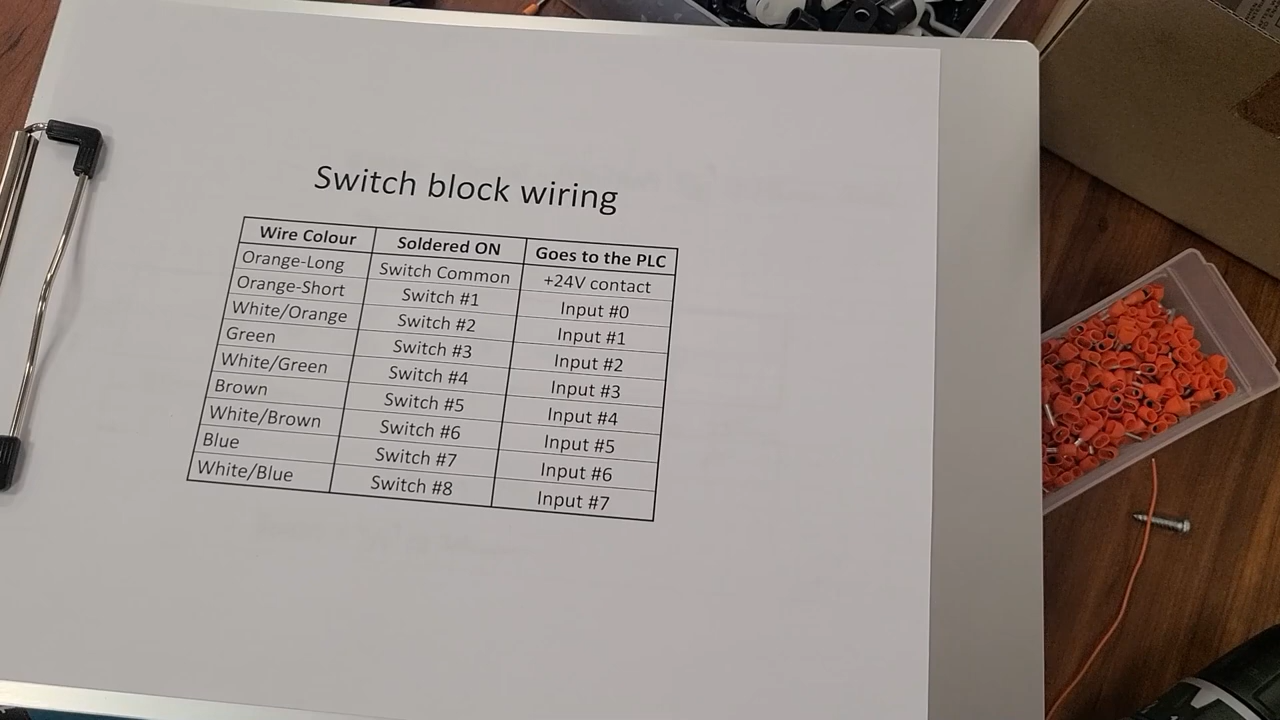 Switch block wiring
Wire Colour Soldered ON Goes to the PLC
Orange-Long Switch Common +24V contact
Orange-Short Switch #1 Input #0
White/Orange Switch #2 Input #1
Green Switch #3 Input #2
White/Green Switch #4 Input #3
Brown Switch #5 Input #4
White/Brown Switch #6 Input #5
Blue Switch #7 Input #6
White/Blue Switch #8 Input #7